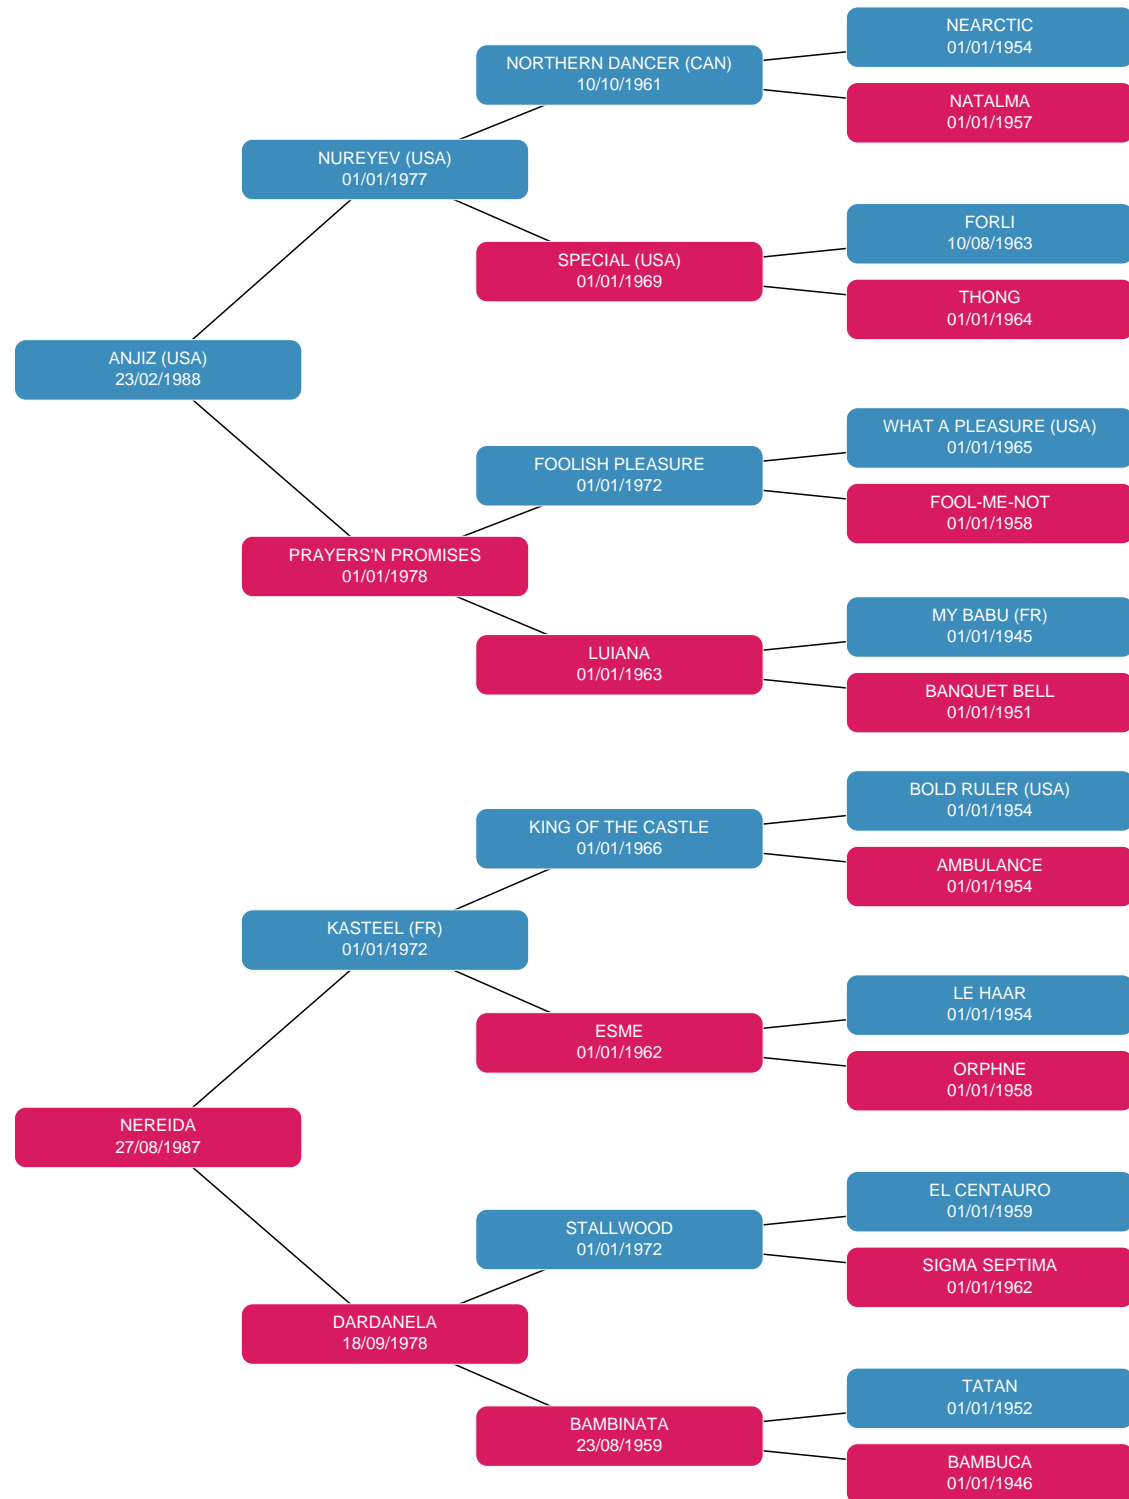 NEARCTIC
01/01/1954
NORTHERN DANCER (CAN)
10/10/1961
NATALMA
01/01/1957
NUREYEV (USA)
01/01/1977
FORLI
10/08/1963
SPECIAL (USA)
01/01/1969
THONG
01/01/1964
ANJIZ (USA)
23/02/1988
WHAT A PLEASURE (USA)
01/01/1965
FOOLISH PLEASURE
01/01/1972
FOOL-ME-NOT
01/01/1958
PRAYERS'N PROMISES
01/01/1978
MY BABU (FR)
01/01/1945
LUIANA
01/01/1963
BANQUET BELL
01/01/1951
BOLD RULER (USA)
01/01/1954
KING OF THE CASTLE
01/01/1966
AMBULANCE
01/01/1954
KASTEEL (FR)
01/01/1972
LE HAAR
01/01/1954
ESME
01/01/1962
ORPHNE
01/01/1958
NEREIDA
27/08/1987
EL CENTAURO
01/01/1959
STALLWOOD
01/01/1972
SIGMA SEPTIMA
01/01/1962
DARDANELA
18/09/1978
TATAN
01/01/1952
BAMBINATA
23/08/1959
BAMBUCA
01/01/1946